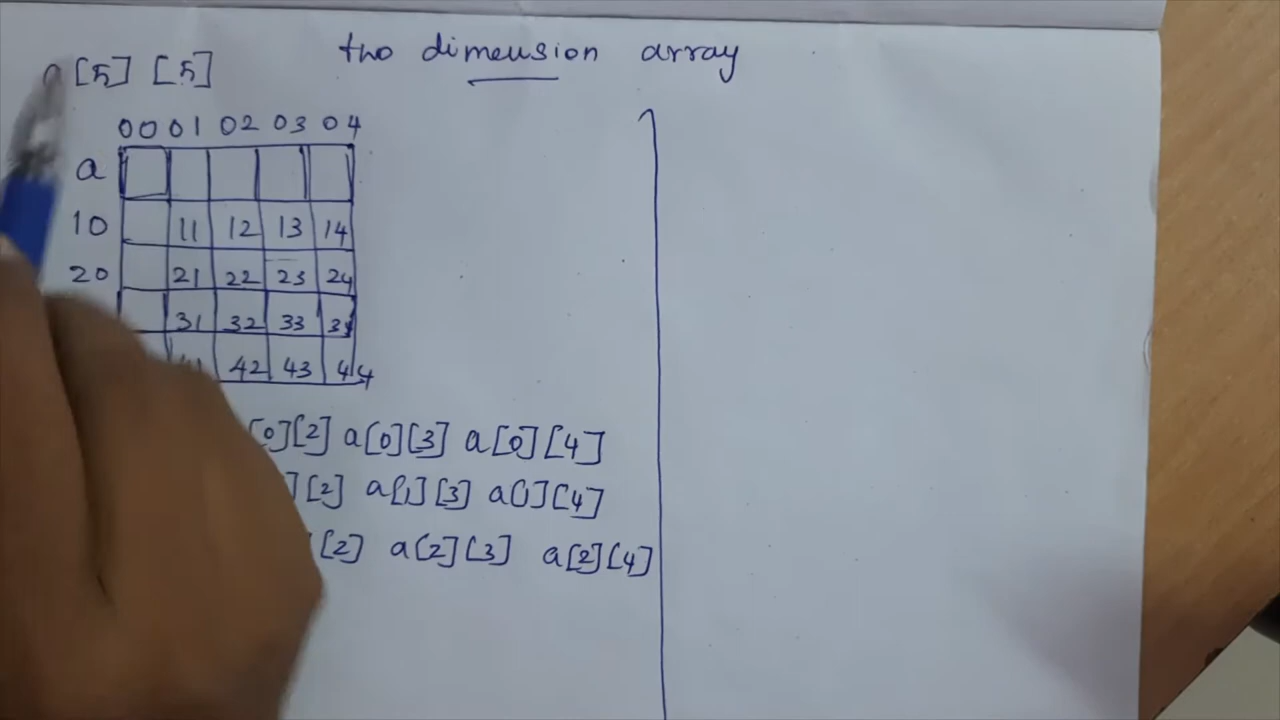 two dimension array
a [5] [5]
00 01 02 03 04
a
10 11 12 13 14
20 21 22 23 24
31 32 33
42 43 44
[0][2] a[0][3] a[0][4]
][2] a[1][3] a[1][4]
[2] a[2][3] a[2][4]